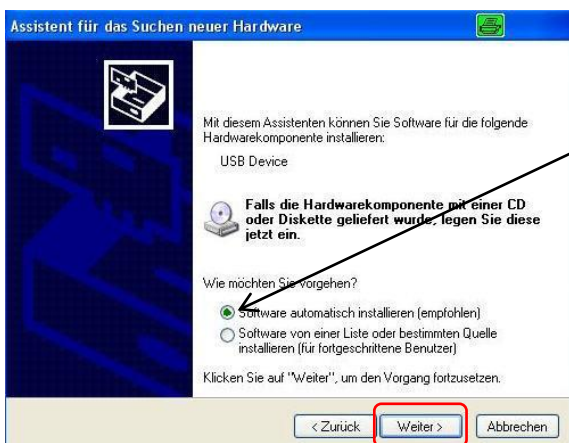 Assistent für das Suchen neuer Hardware
Mit diesem Assistenten können Sie Software für die folgende
Hardwarekomponente installieren:
USB Device
Falls die Hardwarekomponente mit einer CD
oder Diskette geliefert wurde, legen Sie diese
jetzt ein.
Wie möchten Sie vorgehen?
Software automatisch installieren (empfohlen)
Software von einer Liste oder bestimmten Quelle
installieren (für fortgeschrittene Benutzer)
Klicken Sie auf "Weiter", um den Vorgang fortzusetzen.
< Zurück Weiter > Abbrechen